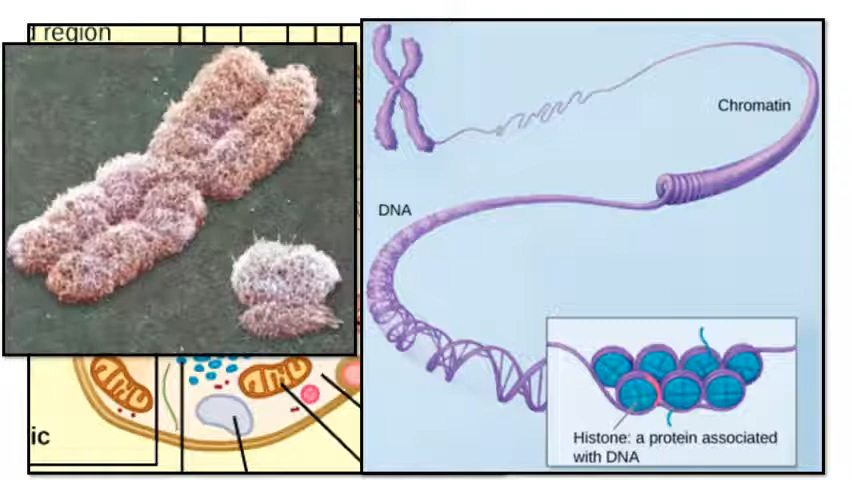 region
Chromatin
DNA
ic
Histone: a protein associated
with DNA